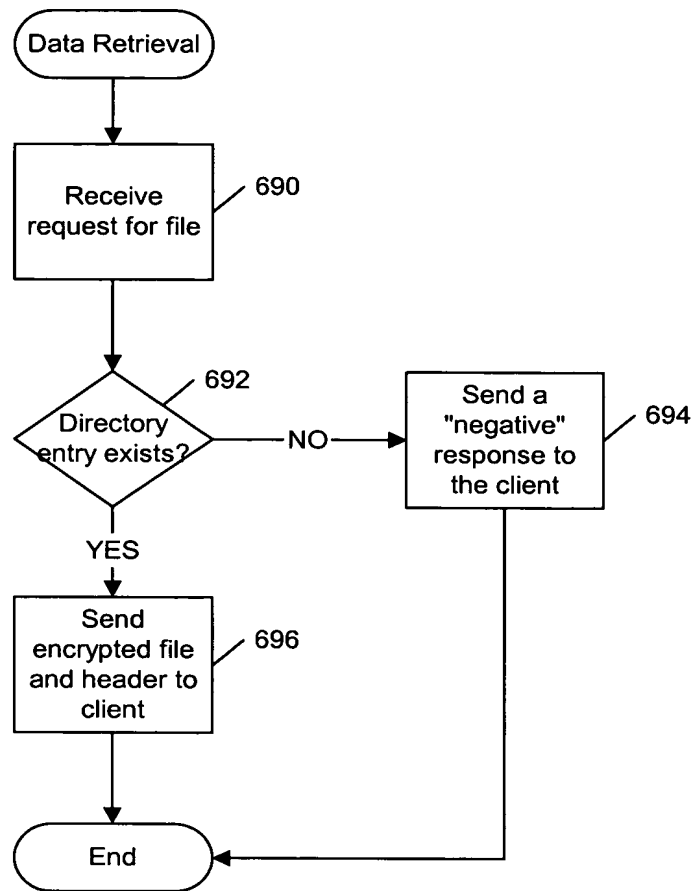 Data Retrieval
Receive
request for file
690
692
Directory
entry exists?
NO
Send a
"negative"
response to
the client
694
YES
Send
encrypted file
and header to
client
696
End